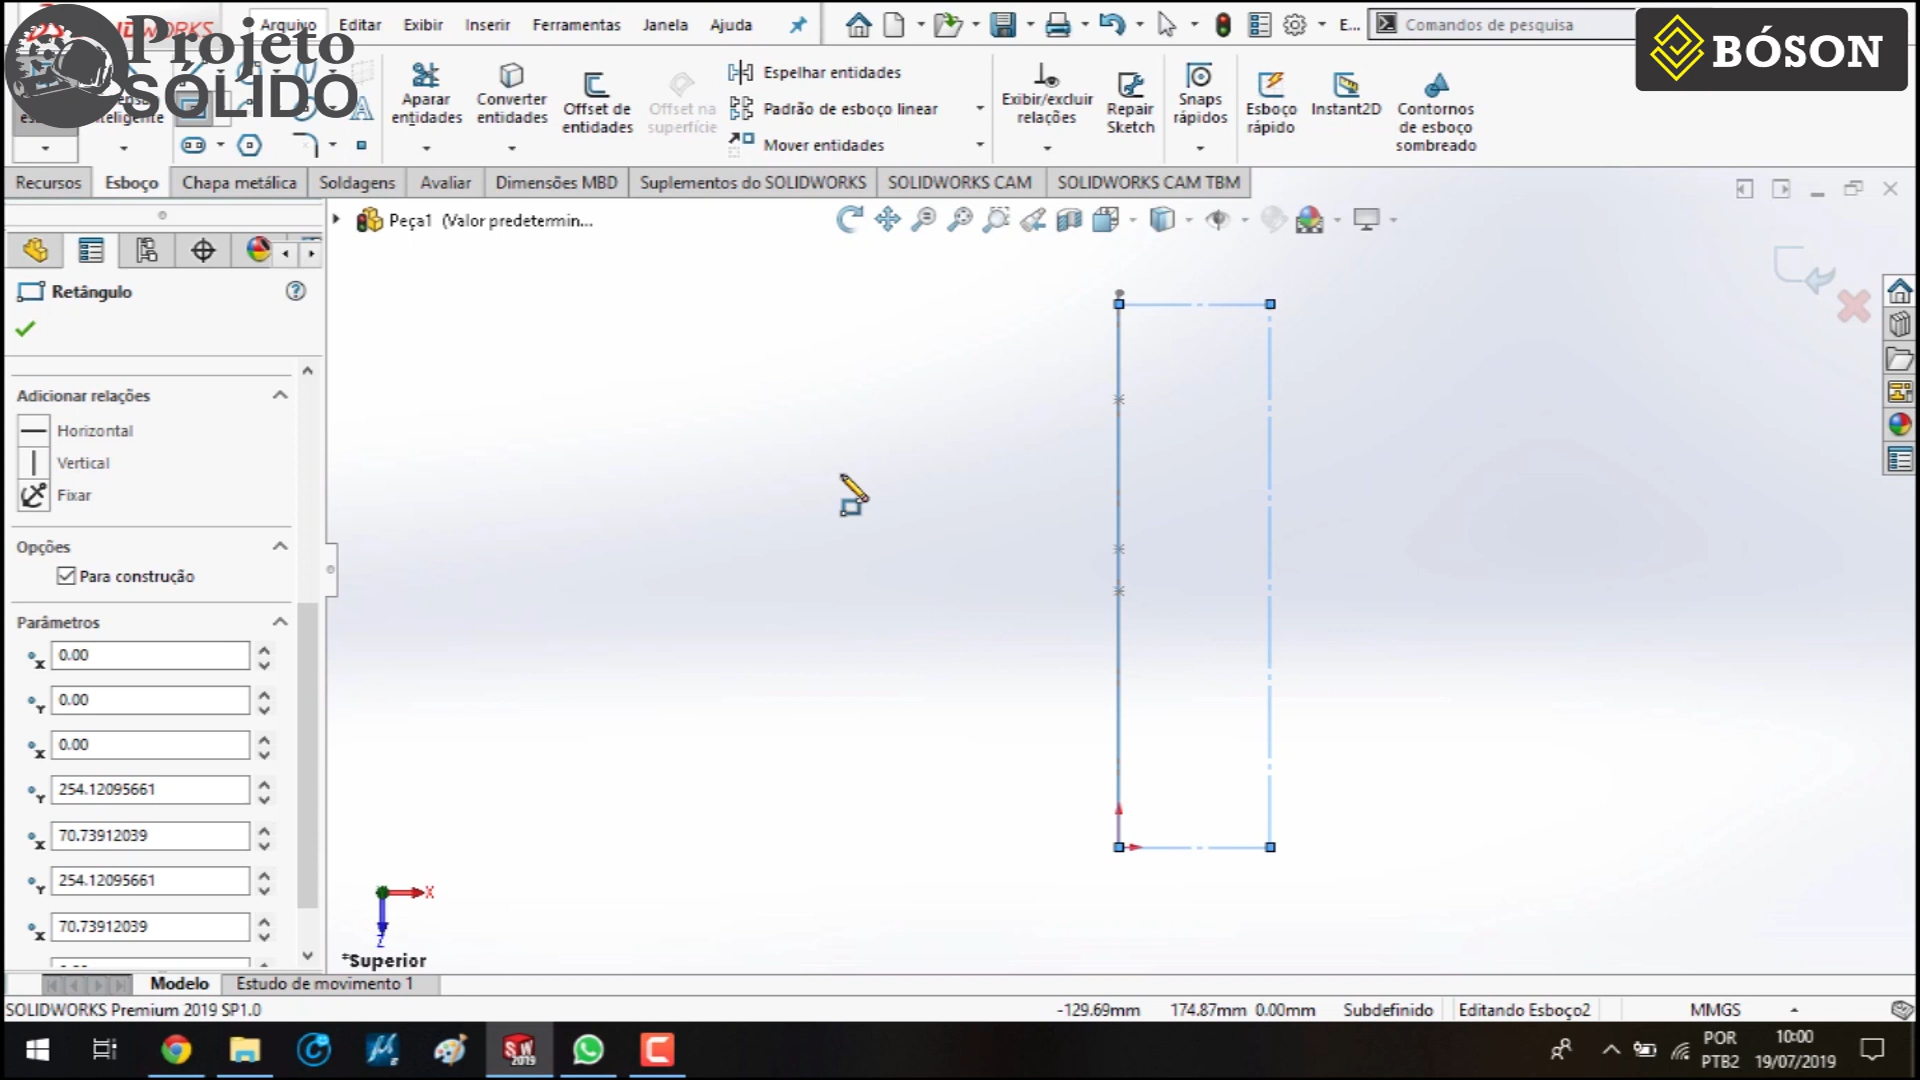 Arquivo Editar Exibir Inserir Ferramentas Janela Ajuda E... Comandos de pesquisa
Projeto
SÓLIDO
BÓSON
Aparar entidades
Converter entidades
Offset de entidades
Offset na superfície
Espelhar entidades
Padrão de esboço linear
Mover entidades
Exibir/excluir relações
Repair Sketch
Snaps rápidos
Esboço rápido
Instant2D
Contornos de esboço sombreado
Recursos Esboço Chapa metálica Soldagens Avaliar Dimensões MBD Suplementos do SOLIDWORKS SOLIDWORKS CAM SOLIDWORKS CAM TBM
Peça1 (Valor predetermin...
Retângulo
Adicionar relações
Horizontal
Vertical
Fixar
Opções
Para construção
Parâmetros
X 0.00
Y 0.00
X 0.00
Y 254.12095661
X 70.73912039
Y 254.12095661
X 70.73912039
X
Z
*Superior
Modelo Estudo de movimento 1
SOLIDWORKS Premium 2019 SP1.0 -129.69mm 174.87mm 0.00mm Subdefinido Editando Esboço2 MMGS
SW 2019
POR 10:00
PTB2 19/07/2019